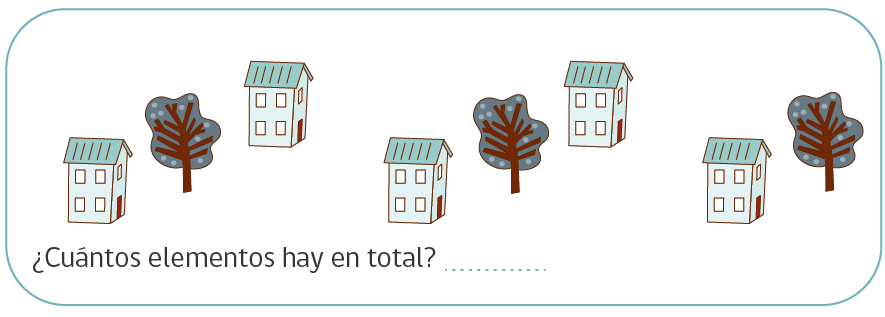 ¿Cuántos elementos hay en total? .............